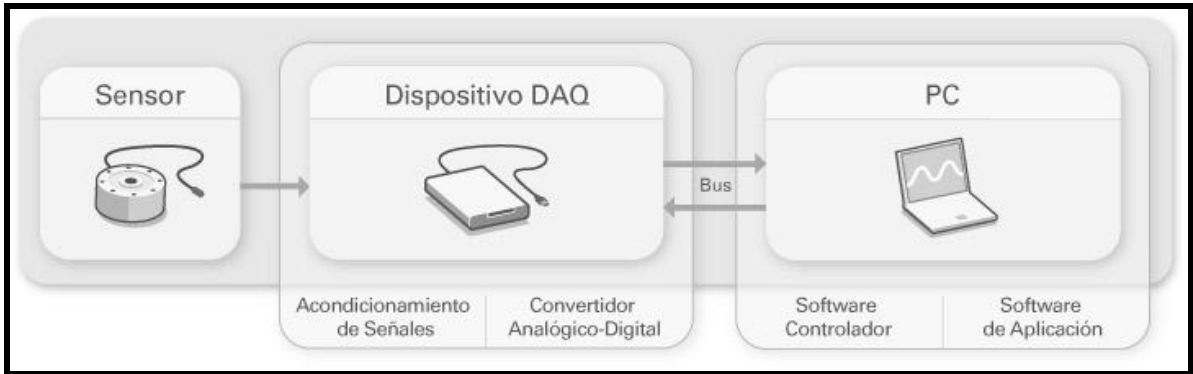 Sensor
Dispositivo DAQ
PC
Bus
Acondicionamiento
de Señales
Convertidor
Analógico-Digital
Software
Controlador
Software
de Aplicación